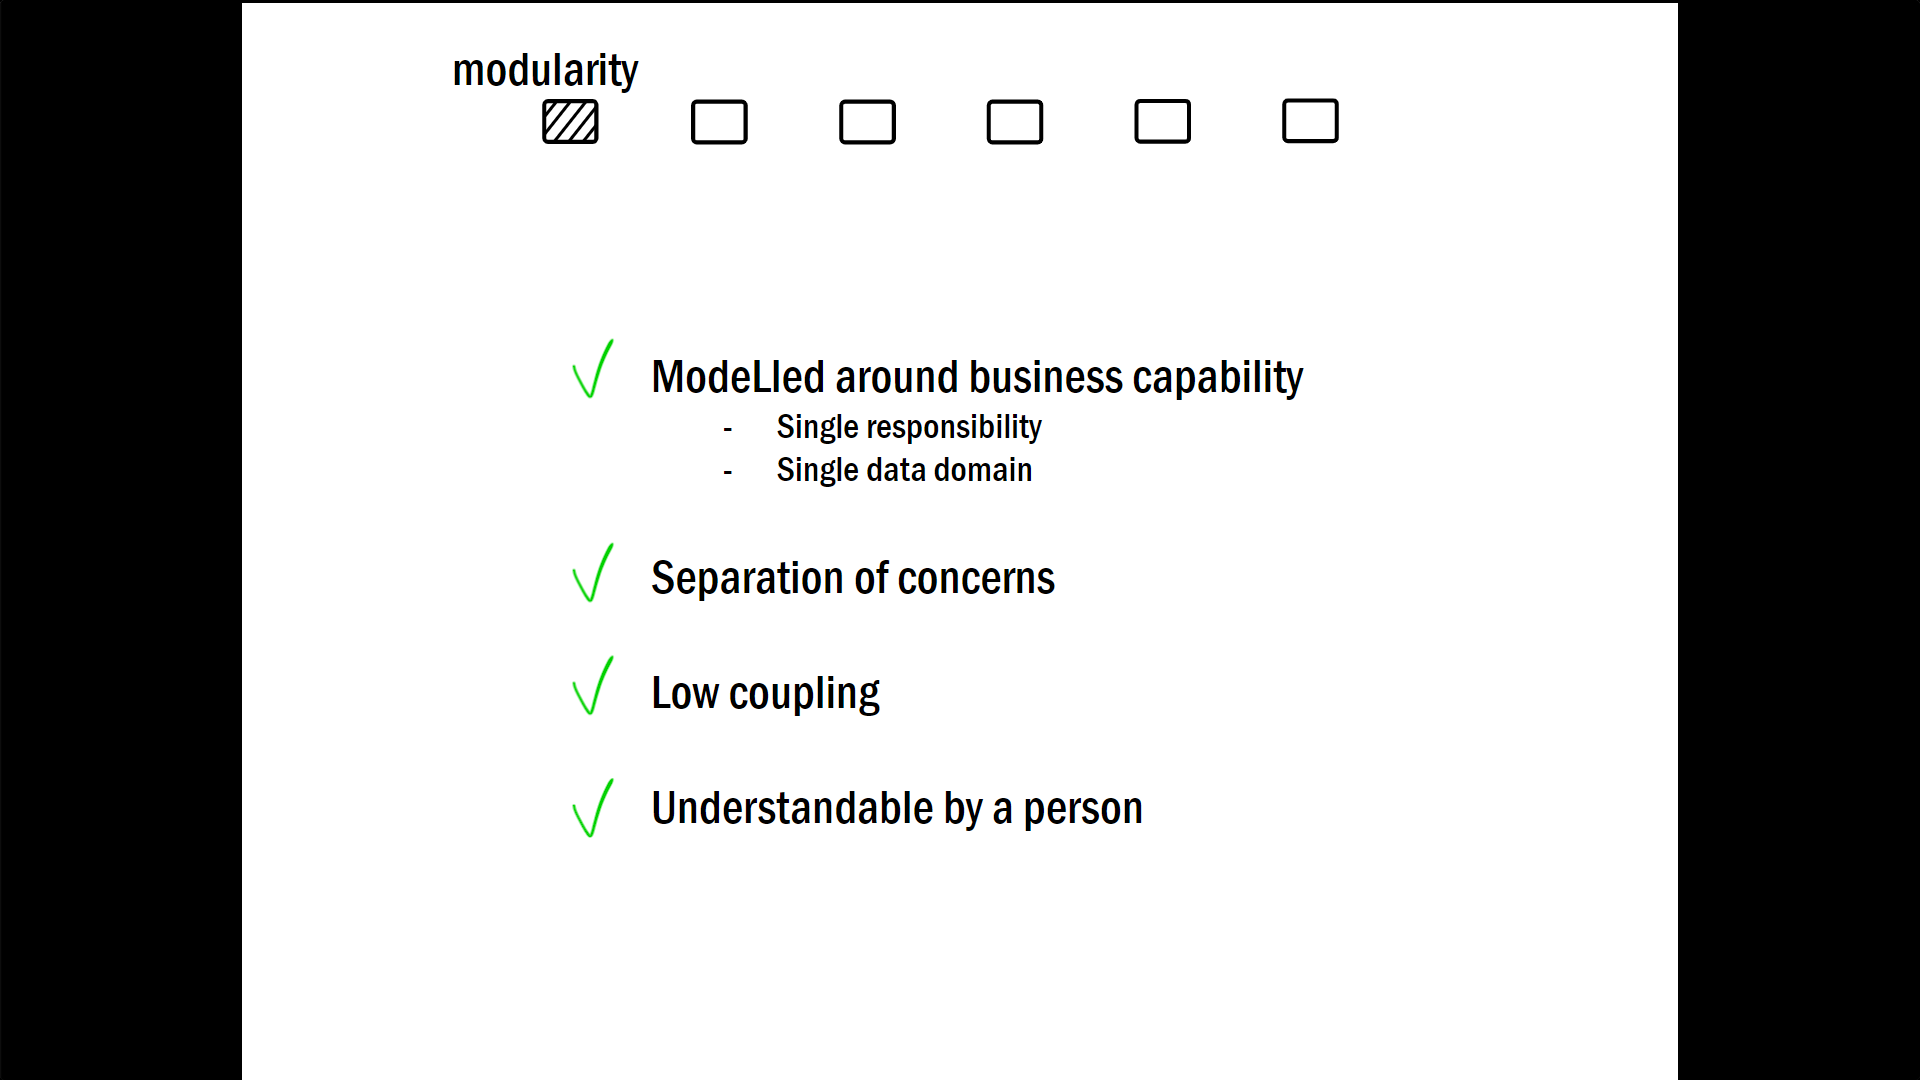 modularity
ModeLled around business capability
- Single responsibility
- Single data domain
Separation of concerns
Low coupling
Understandable by a person